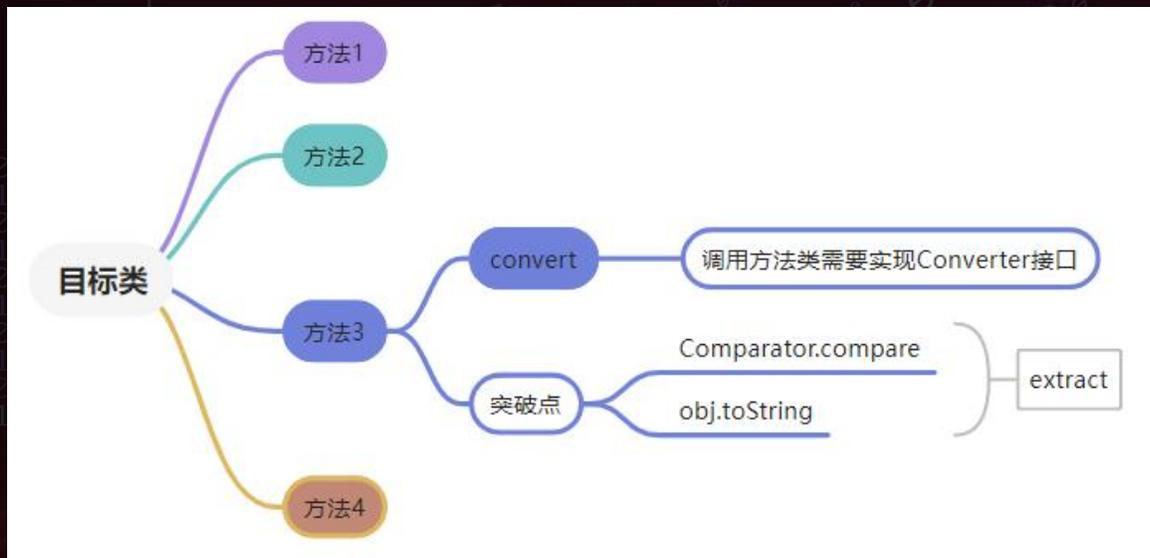 方法1
方法2
目标类
方法3
convert
调用方法类需要实现Converter接口
突破点
Comparator.compare
obj.toString
extract
方法4